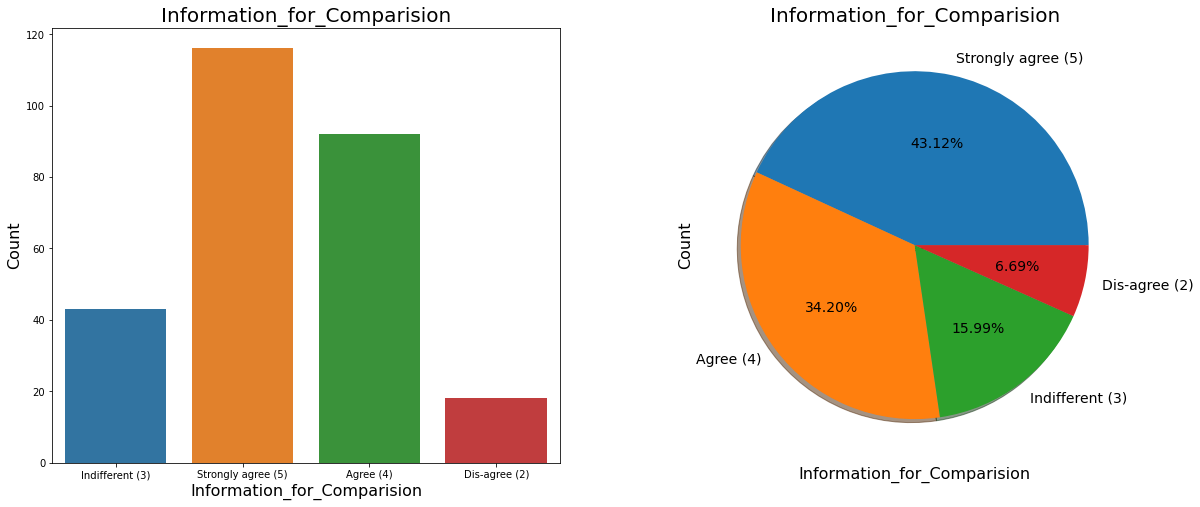 Information_for_Comparision
120
100
80
60
40
20
0
Count
Indifferent (3)
Strongly agree (5)
Agree (4)
Dis-agree (2)
Information_for_Comparision
Information_for_Comparision
Strongly agree (5)
43.12%
Count
6.69%
Dis-agree (2)
34.20%
15.99%
Agree (4)
Indifferent (3)
Information_for_Comparision